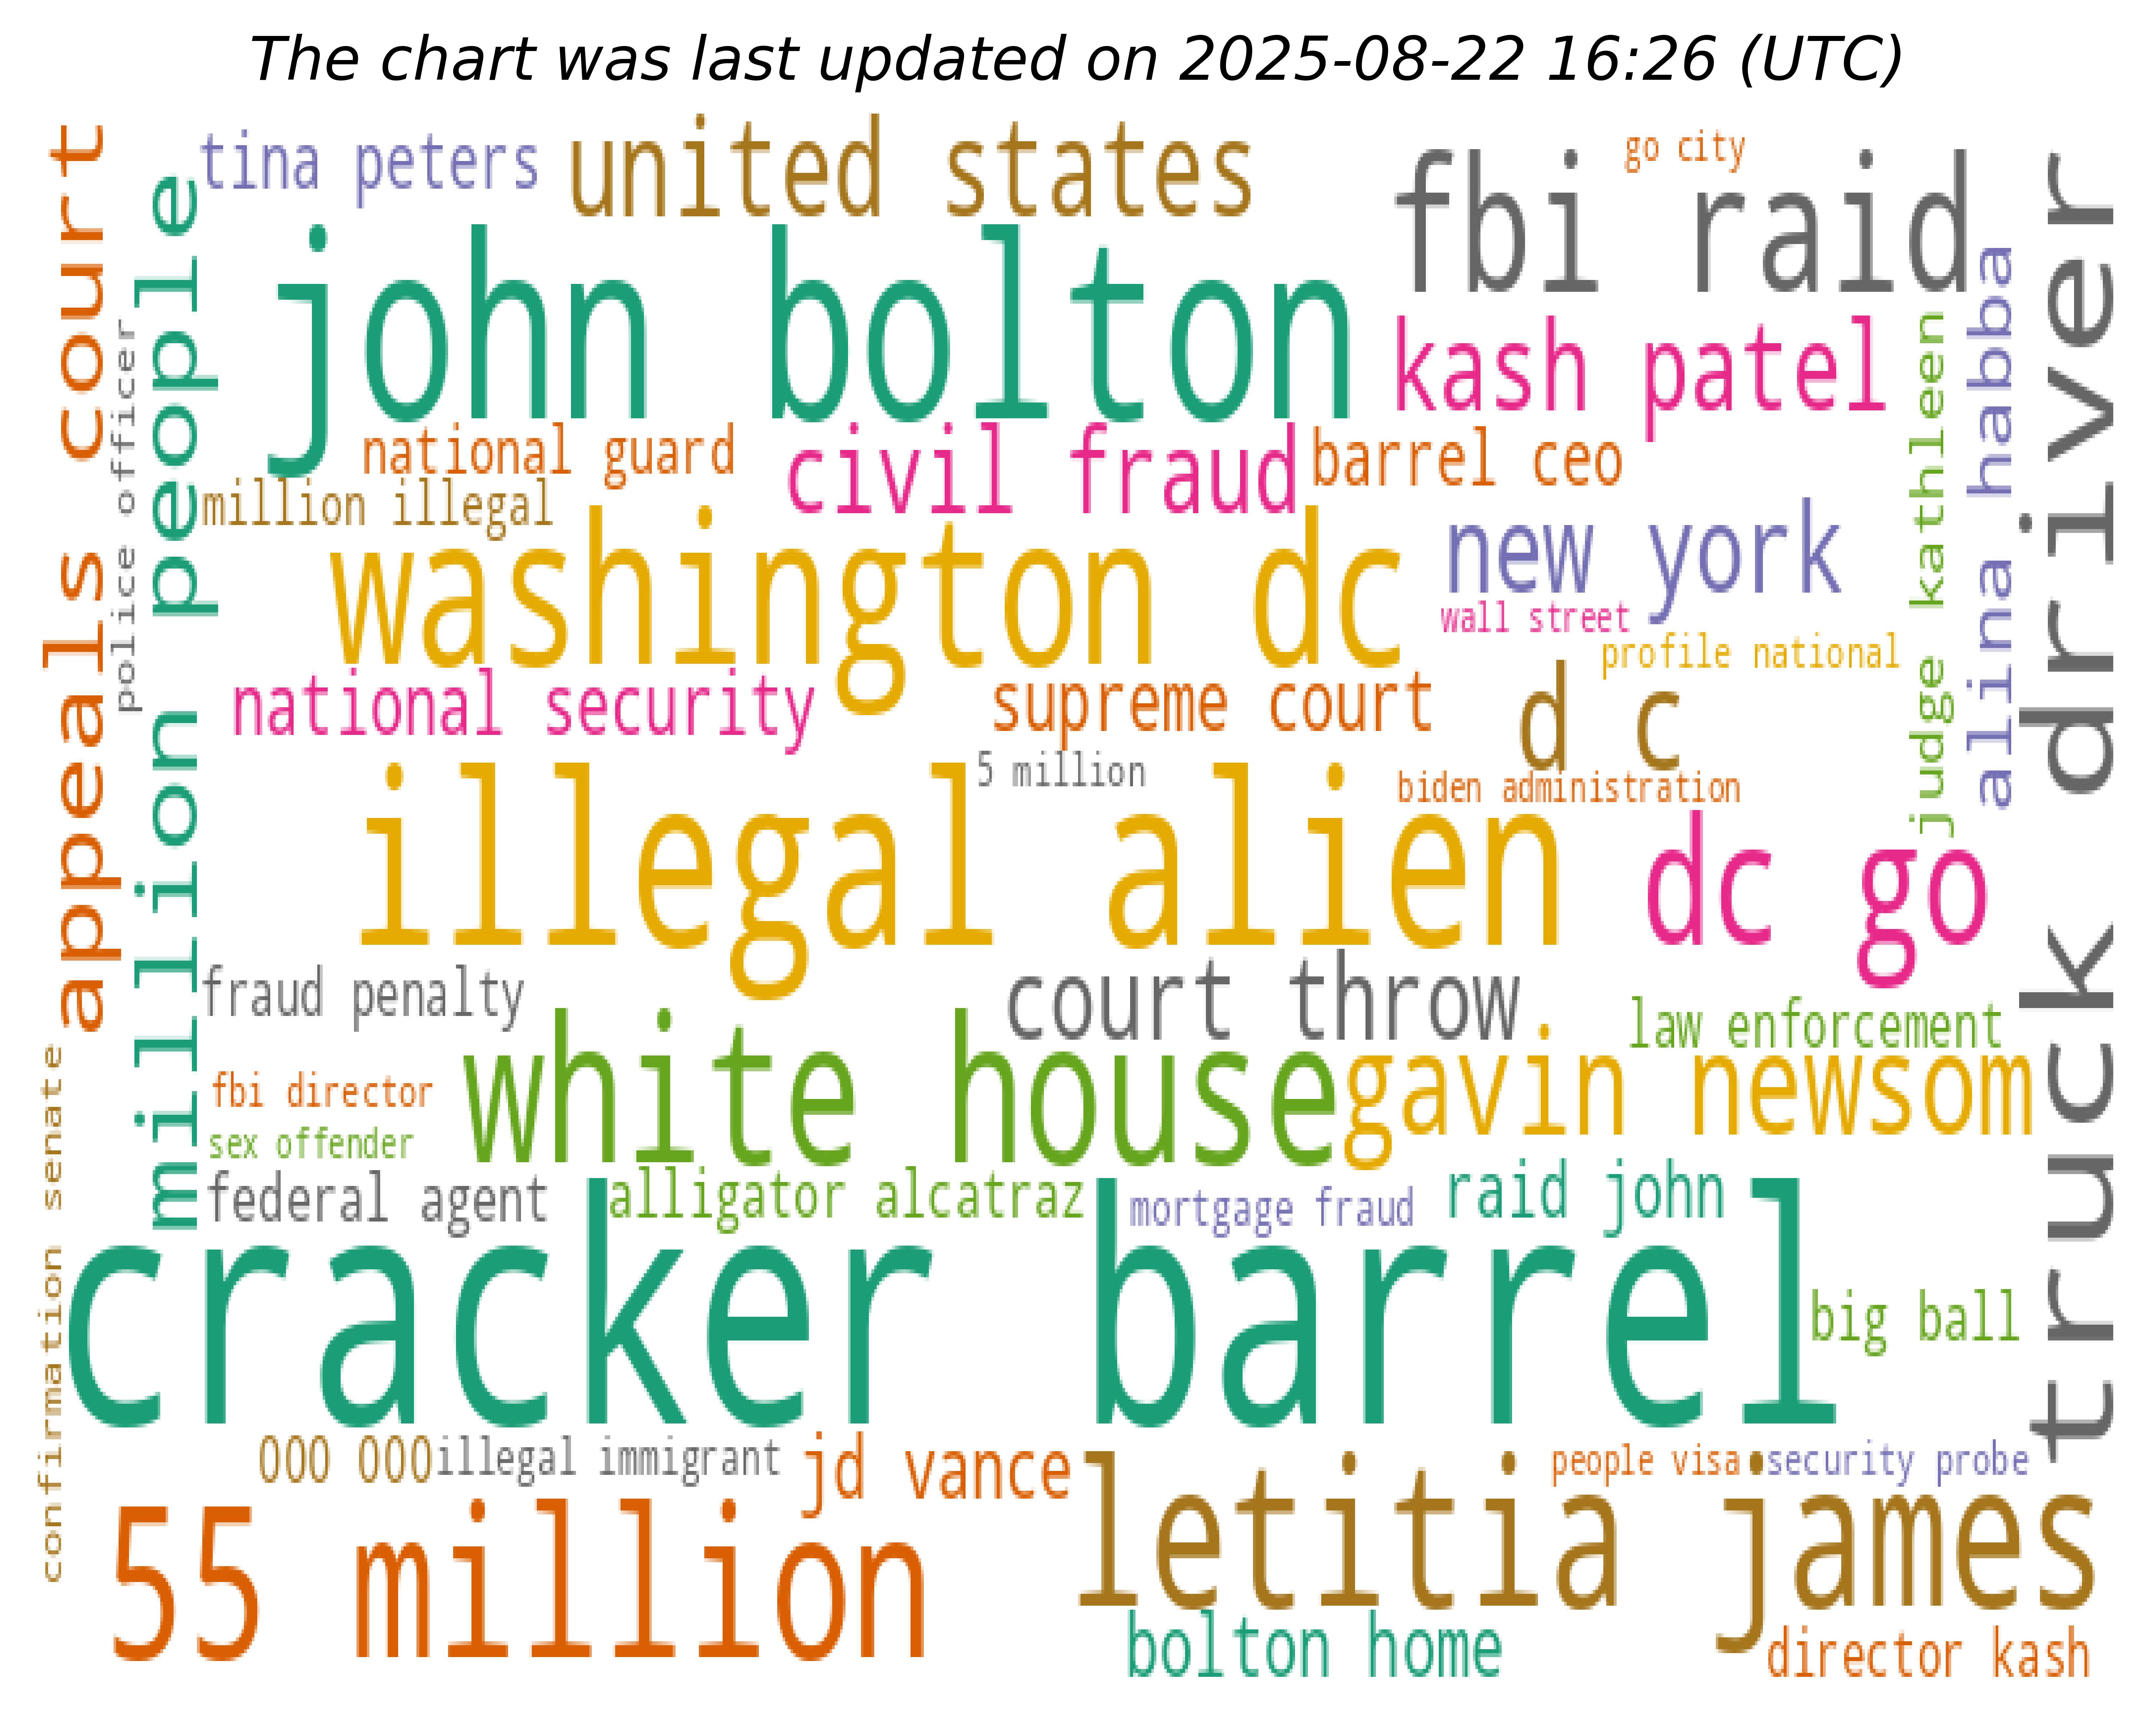 The chart was last updated on 2025-08-22 16:26 (UTC)
appeals court
police officer
million people
tina peters
united states
go city
fbi raid
john bolton
kash patel
judge kathleen
alina habba
truck driver
national guard
civil fraud
barrel ceo
million illegal
washington dc
new york
wall street
profile national
national security
supreme court
d c
5 million
biden administration
illegal alien
dc go
fraud penalty
court throw
law enforcement
white house
gavin newsom
fbi director
sex offender
confirmation senate
federal agent
alligator alcatraz
mortgage fraud
raid john
cracker barrel
big ball
000 000
illegal immigrant
jd vance
people visa
security probe
55 million
letitia james
bolton home
director kash